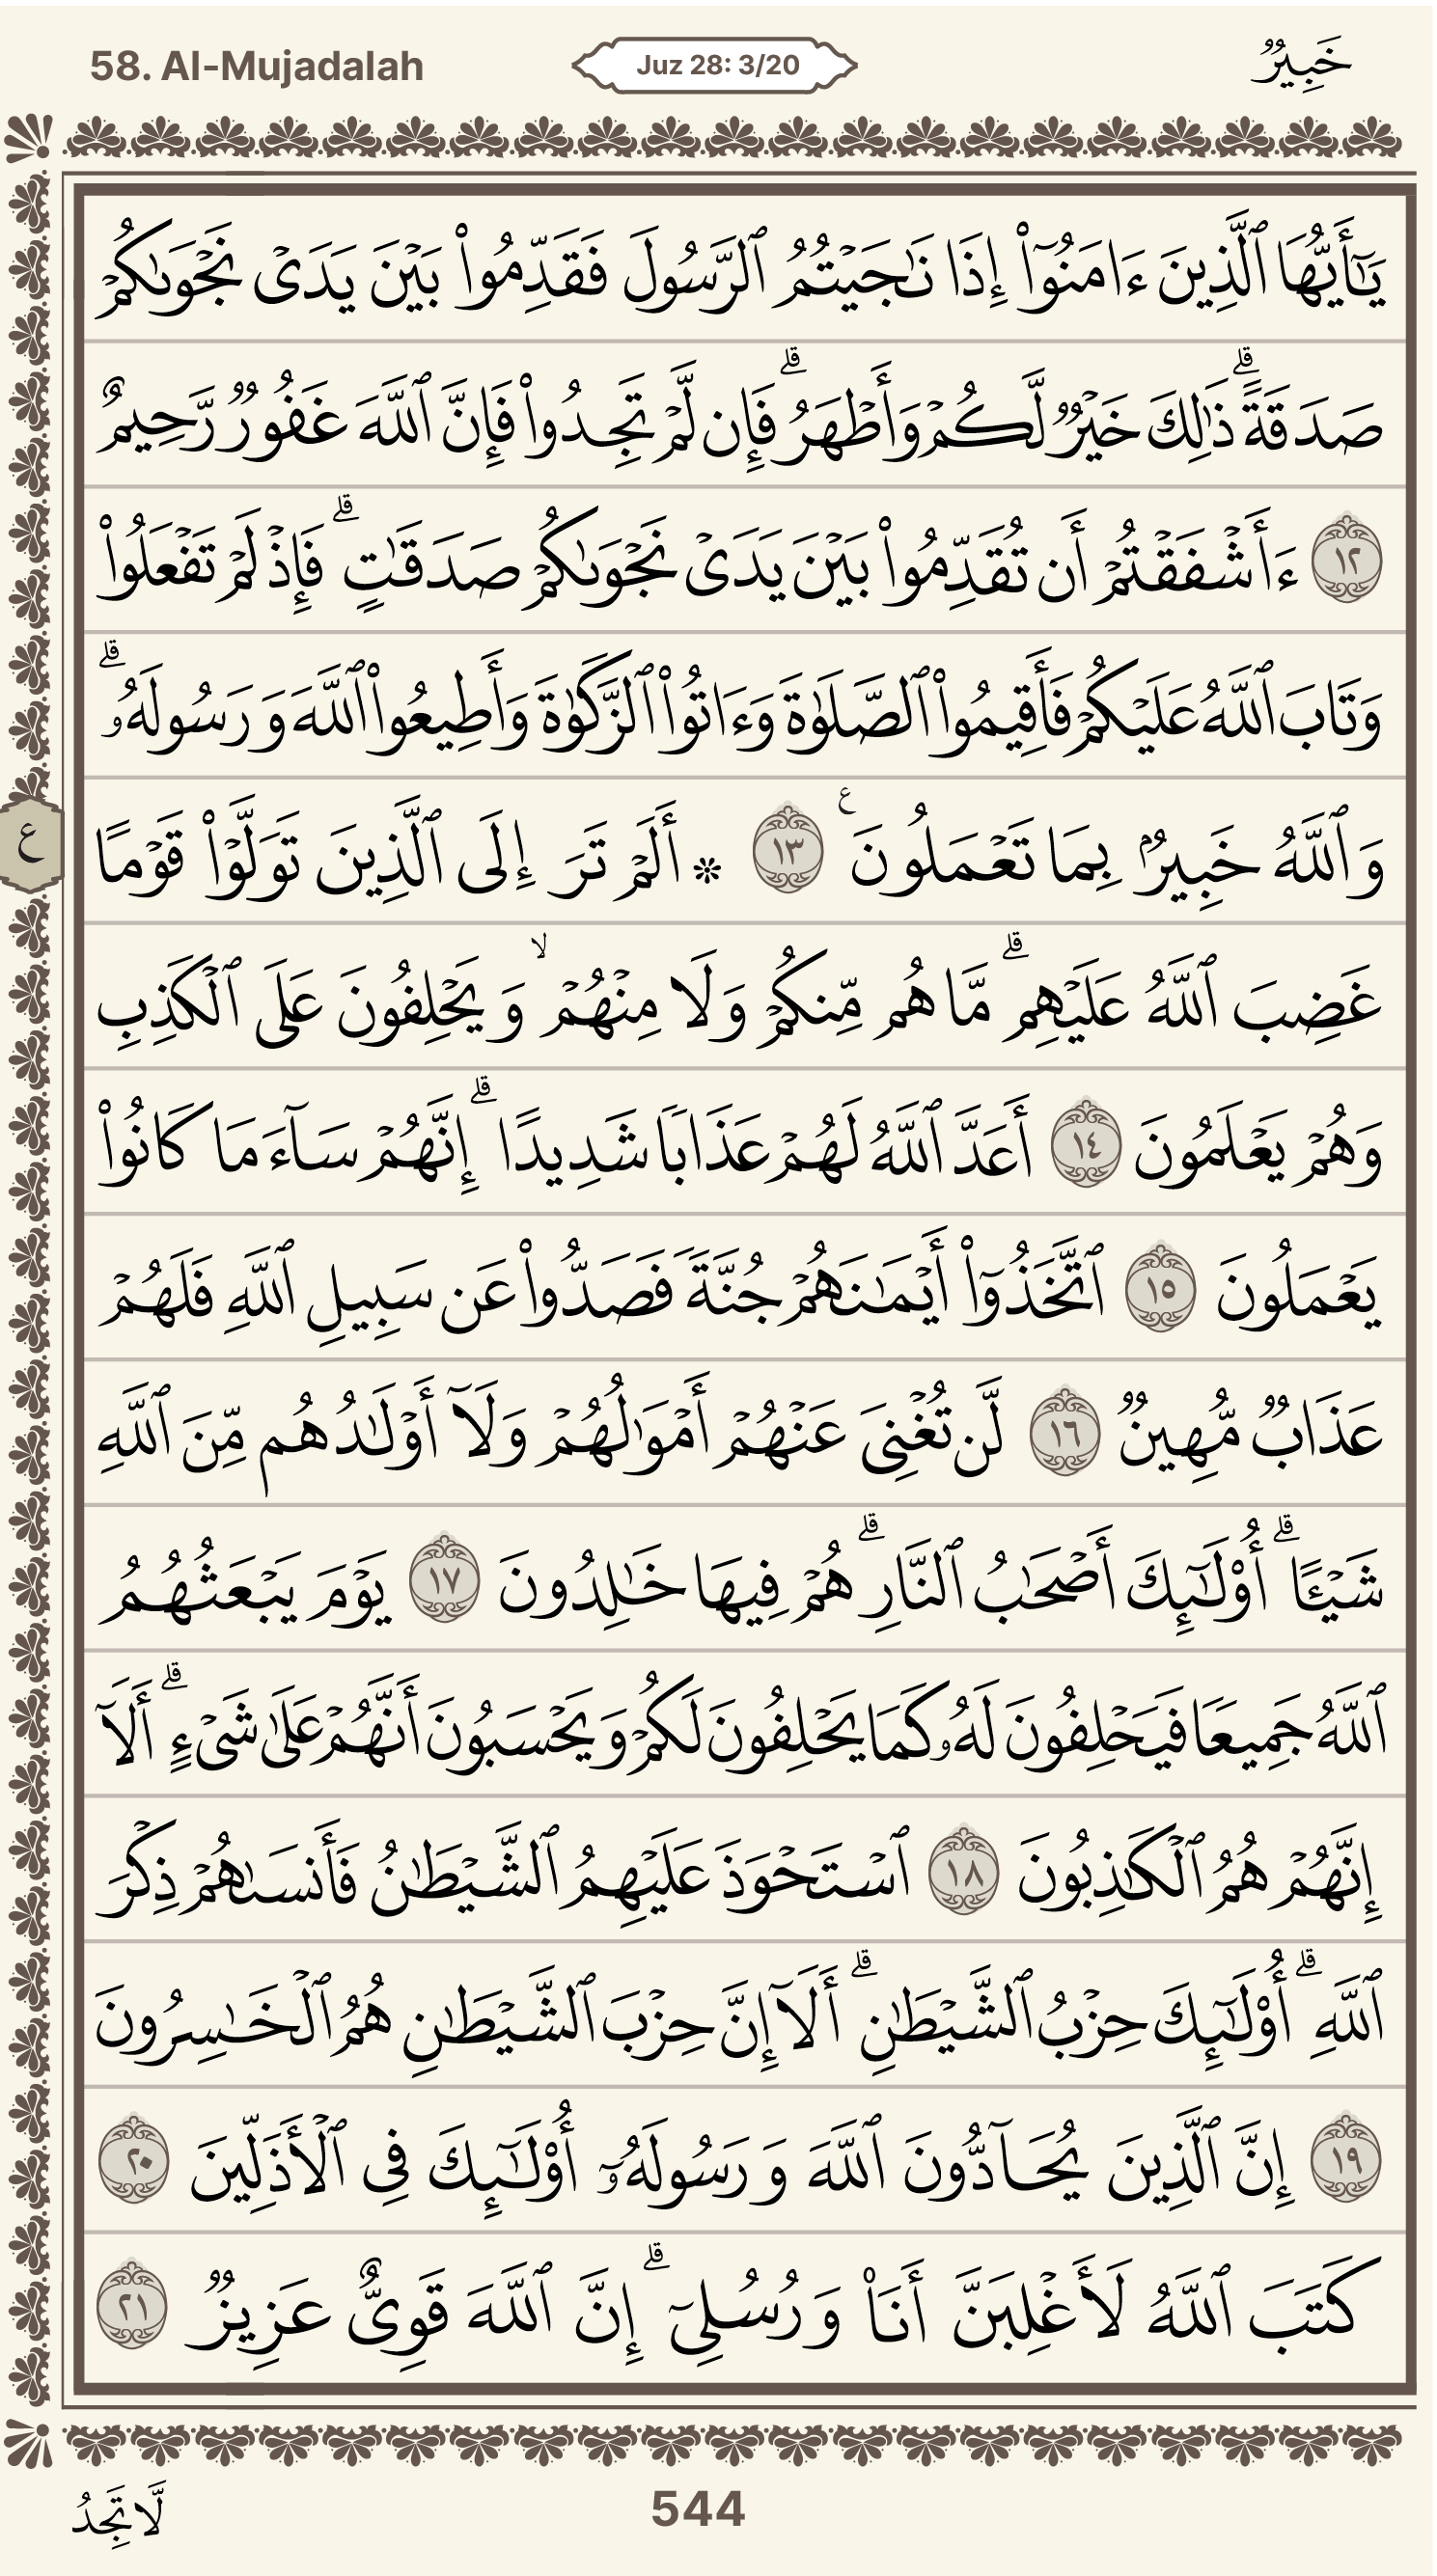 58. Al-Mujadalah
Juz 28: 3/20
خَبِيرٌ
يَٰٓأَيُّهَا ٱلَّذِينَ ءَامَنُوٓا۟ إِذَا نَٰجَيْتُمُ ٱلرَّسُولَ فَقَدِّمُوا۟ بَيْنَ يَدَىْ نَجْوَىٰكُمْ
صَدَقَةً ۚ ذَٰلِكَ خَيْرٌ لَّكُمْ وَأَطْهَرُ ۚ فَإِن لَّمْ تَجِدُوا۟ فَإِنَّ ٱللَّهَ غَفُورٌ رَّحِيمٌ
١٢ ءَأَشْفَقْتُمْ أَن تُقَدِّمُوا۟ بَيْنَ يَدَىْ نَجْوَىٰكُمْ صَدَقَٰتٍ ۚ فَإِذْ لَمْ تَفْعَلُوا۟
وَتَابَ ٱللَّهُ عَلَيْكُمْ فَأَقِيمُوا۟ ٱلصَّلَوٰةَ وَءَاتُوا۟ ٱلزَّكَوٰةَ وَأَطِيعُوا۟ ٱللَّهَ وَرَسُولَهُۥ ۚ
ع
وَٱللَّهُ خَبِيرٌۢ بِمَا تَعْمَلُونَ ع ١٣ * أَلَمْ تَرَ إِلَى ٱلَّذِينَ تَوَلَّوْا۟ قَوْمًا
غَضِبَ ٱللَّهُ عَلَيْهِم ۖ مَّا هُم مِّنكُمْ وَلَا مِنْهُمْ ۙ وَيَحْلِفُونَ عَلَى ٱلْكَذِبِ
وَهُمْ يَعْلَمُونَ ١٤ أَعَدَّ ٱللَّهُ لَهُمْ عَذَابًا شَدِيدًا ۖ إِنَّهُمْ سَآءَ مَا كَانُوا۟
يَعْمَلُونَ ١٥ ٱتَّخَذُوٓا۟ أَيْمَٰنَهُمْ جُنَّةً فَصَدُّوا۟ عَن سَبِيلِ ٱللَّهِ فَلَهُمْ
عَذَابٌ مُّهِينٌ ١٦ لَّن تُغْنِىَ عَنْهُمْ أَمْوَٰلُهُمْ وَلَآ أَوْلَٰدُهُم مِّنَ ٱللَّهِ
شَيْـًٔا ۚ أُو۟لَٰٓئِكَ أَصْحَٰبُ ٱلنَّارِ ۖ هُمْ فِيهَا خَٰلِدُونَ ١٧ يَوْمَ يَبْعَثُهُمُ
ٱللَّهُ جَمِيعًا فَيَحْلِفُونَ لَهُۥ كَمَا يَحْلِفُونَ لَكُمْ وَيَحْسَبُونَ أَنَّهُمْ عَلَىٰ شَىْءٍ ۚ أَلَآ
إِنَّهُمْ هُمُ ٱلْكَٰذِبُونَ ١٨ ٱسْتَحْوَذَ عَلَيْهِمُ ٱلشَّيْطَٰنُ فَأَنسَىٰهُمْ ذِكْرَ
ٱللَّهِ ۚ أُو۟لَٰٓئِكَ حِزْبُ ٱلشَّيْطَٰنِ ۚ أَلَآ إِنَّ حِزْبَ ٱلشَّيْطَٰنِ هُمُ ٱلْخَٰسِرُونَ
١٩ إِنَّ ٱلَّذِينَ يُحَآدُّونَ ٱللَّهَ وَرَسُولَهُۥٓ أُو۟لَٰٓئِكَ فِى ٱلْأَذَلِّينَ ٢٠
كَتَبَ ٱللَّهُ لَأَغْلِبَنَّ أَنَا۠ وَرُسُلِىٓ ۚ إِنَّ ٱللَّهَ قَوِىٌّ عَزِيزٌ ٢١
544
لَّا تَجِدُ